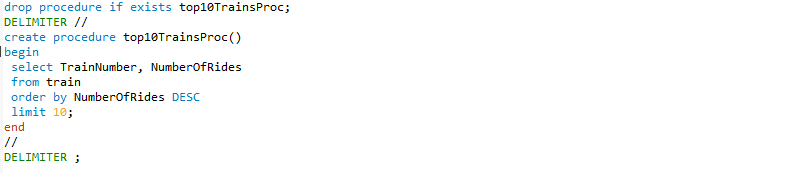 drop procedure if exists top10TrainsProc;
DELIMITER //
create procedure top10TrainsProc()
begin
 select TrainNumber, NumberOfRides
 from train
 order by NumberOfRides DESC
 limit 10;
end
//
DELIMITER ;